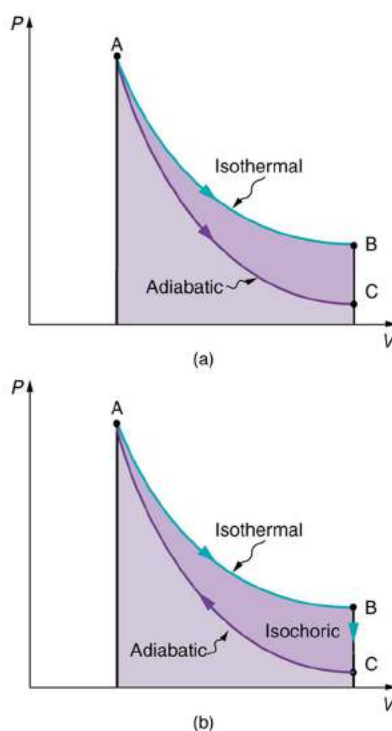 P
A
Isothermal
B
Adiabatic
C
V
(a)
P
A
Isothermal
B
Isochoric
Adiabatic
C
V
(b)